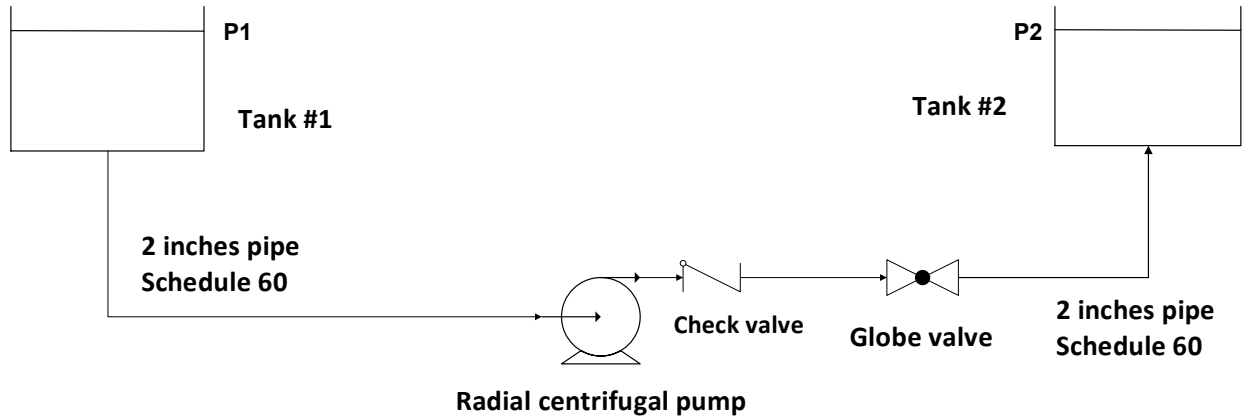 P1
P2
Tank #1
Tank #2
2 inches pipe
Schedule 60
Check valve
Globe valve
2 inches pipe
Schedule 60
Radial centrifugal pump